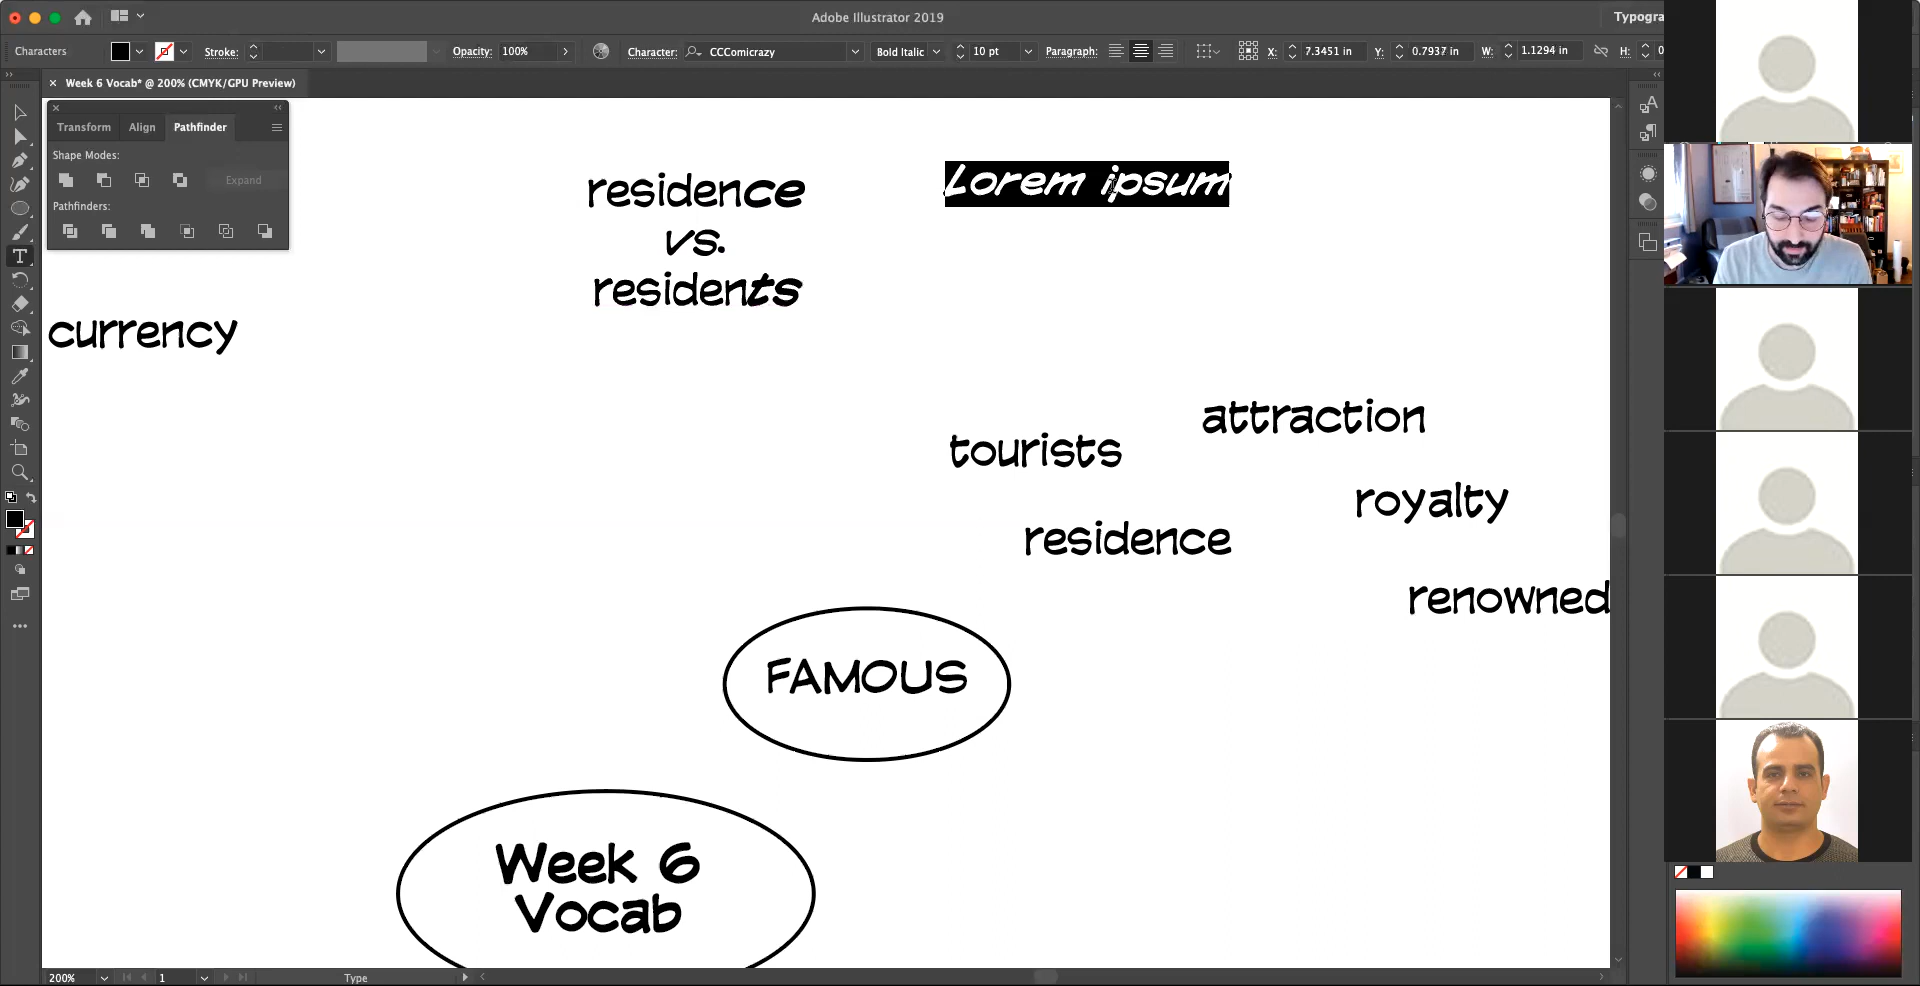 Adobe Illustrator 2019
Typogra
Characters
Stroke:
Opacity: 100%
Character: CCComicrazy
Bold Italic
10 pt
Paragraph:
X: 7.3451 in
Y: 0.7937 in
W: 1.1294 in
H: 0
Week 6 Vocab* @ 200% (CMYK/GPU Preview)
Transform Align Pathfinder
Shape Modes:
Expand
Pathfinders:
residence
vs.
residents
Lorem ipsum
currency
attraction
tourists
royalty
residence
renowned
FAMOUS
Week 6
Vocab
200%
1
Type